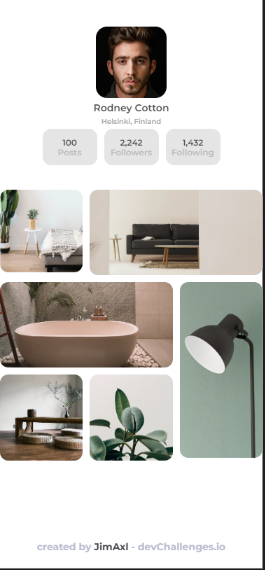 Rodney Cotton
Helsinki, Finland
100 2,242 1,432
Posts Followers Following
created by JimAxl - devChallenges.io